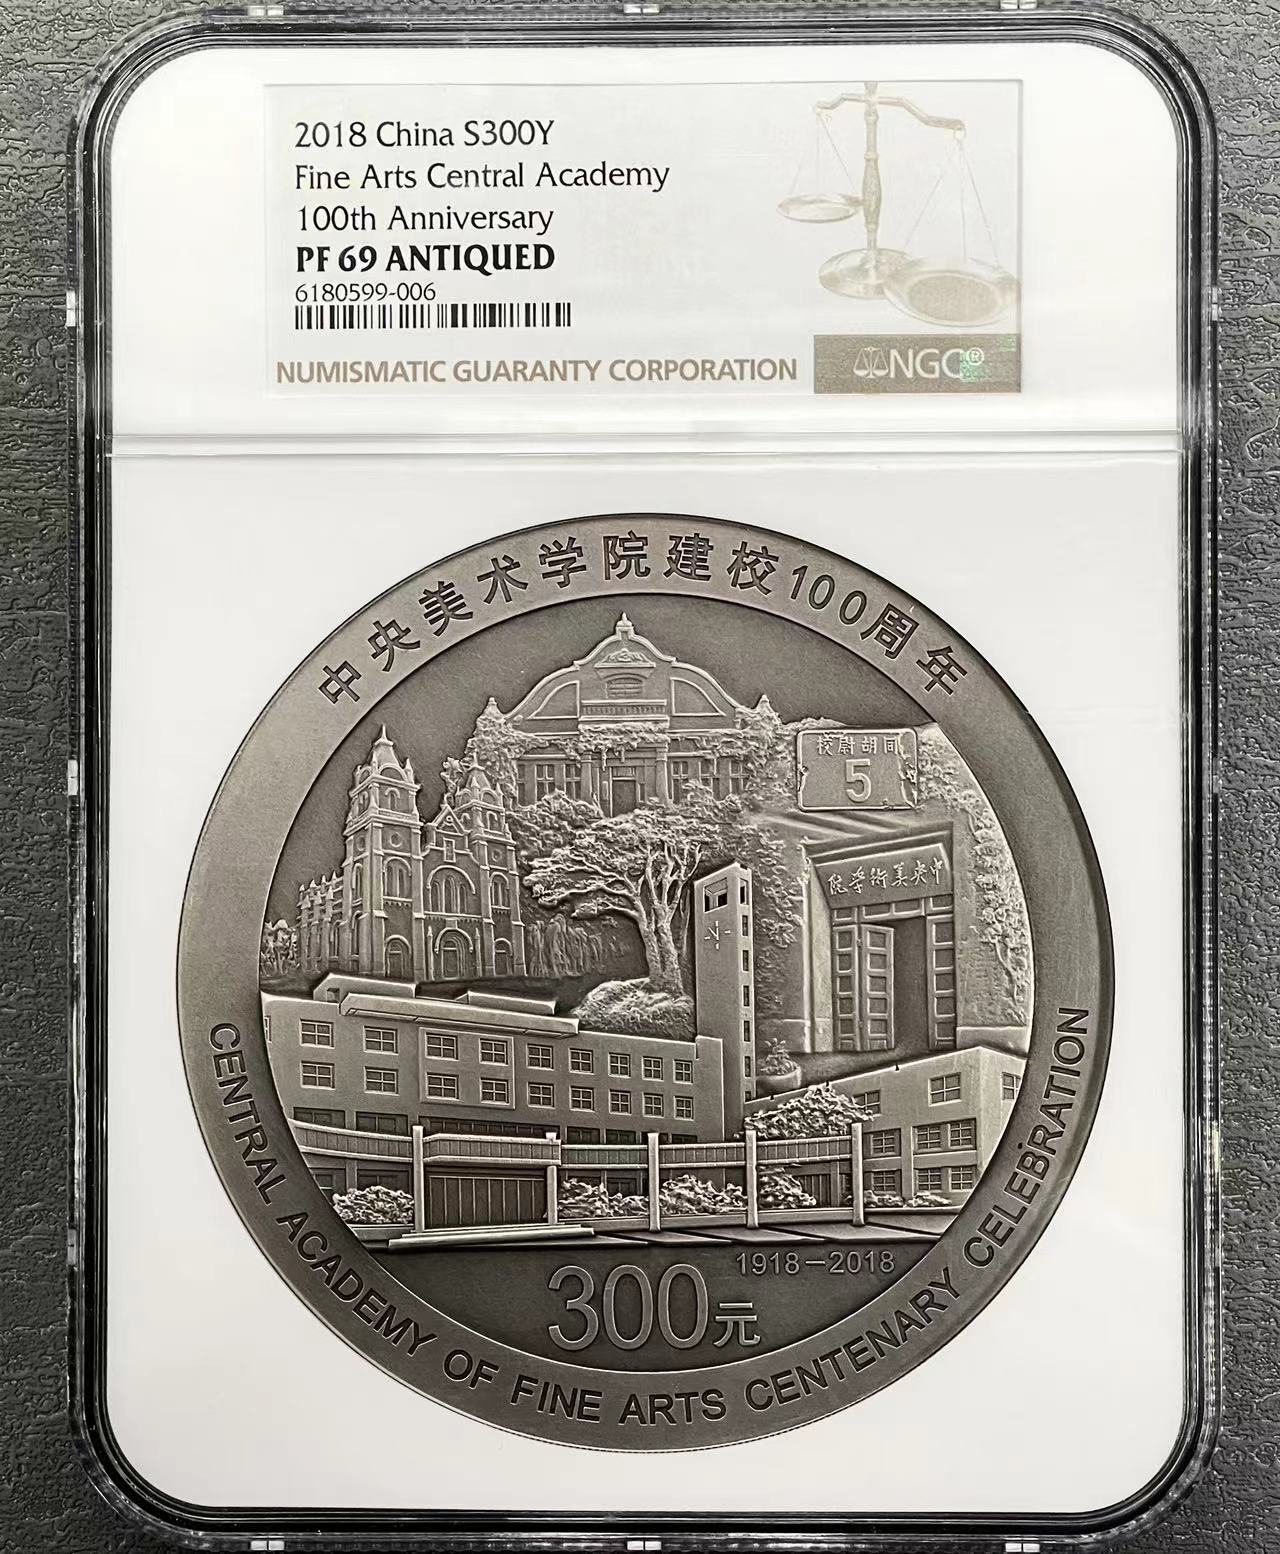 2018 China S300Y
Fine Arts Central Academy
100th Anniversary
PF 69 ANTIQUED
6180599-006
NUMISMATIC GUARANTY CORPORATION
NGC®
中央美术学院建校100周年
校尉胡同
5
中央美術學院
1918-2018
300元
CENTRAL ACADEMY OF FINE ARTS CENTENARY CELEBRATION